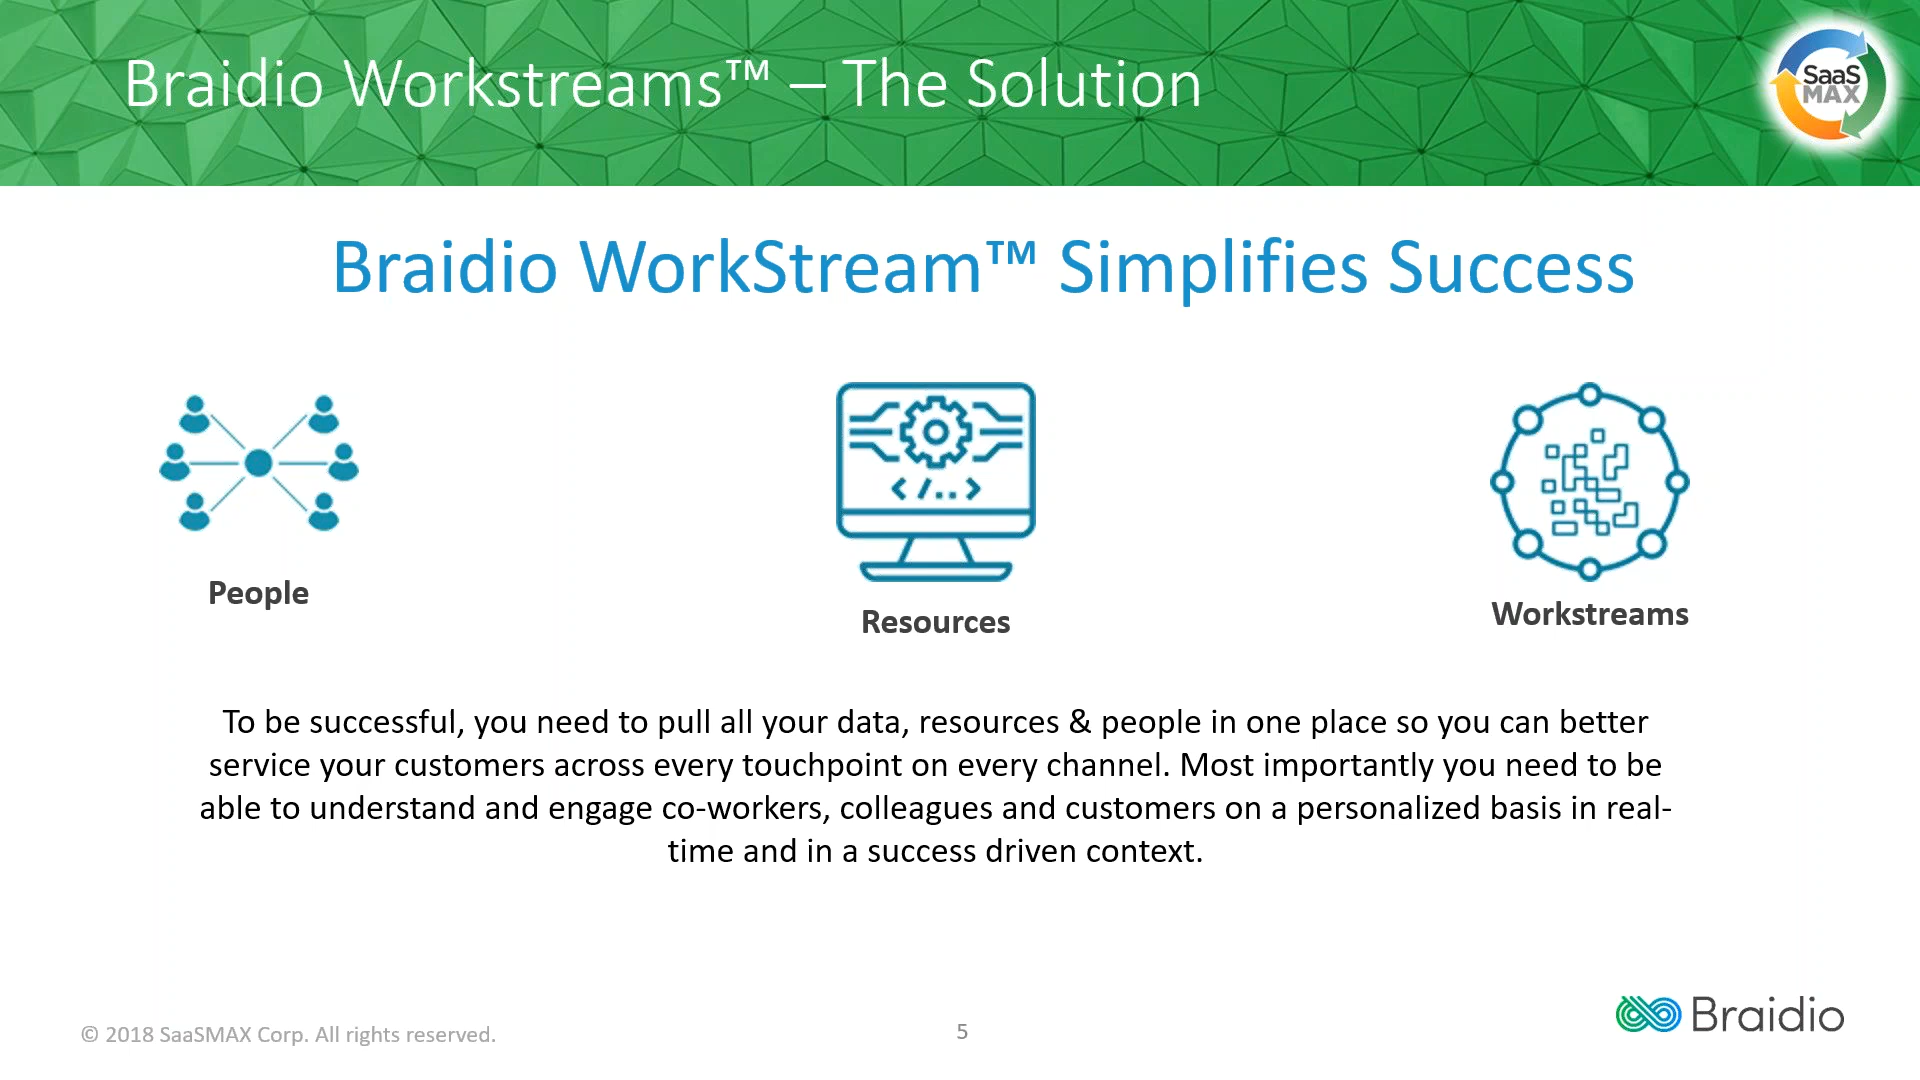 Braidio Workstreams™ – The Solution
SaaS
MAX
Braidio WorkStream™ Simplifies Success
People
Resources
Workstreams
To be successful, you need to pull all your data, resources & people in one place so you can better
service your customers across every touchpoint on every channel. Most importantly you need to be
able to understand and engage co-workers, colleagues and customers on a personalized basis in real-
time and in a success driven context.
© 2018 SaaSMAX Corp. All rights reserved.
5
Braidio